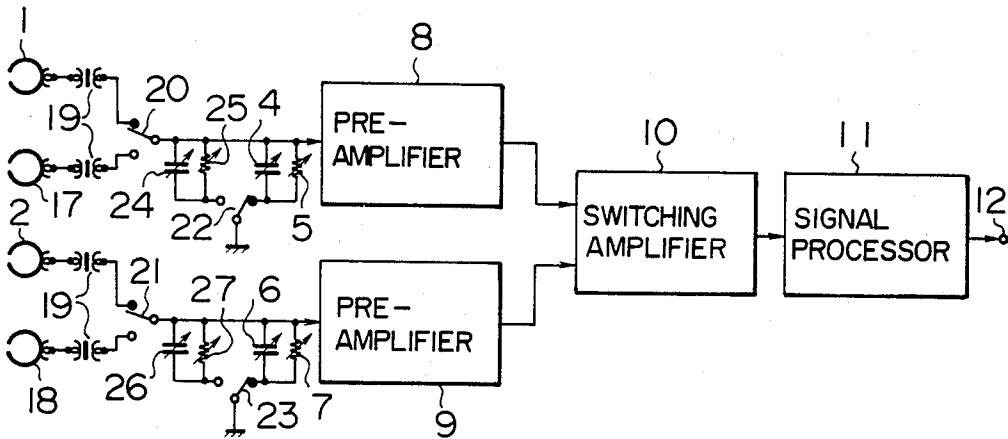 1
8
19
20
25
4
PRE-
AMPLIFIER
10
11
17
24
22
5
SWITCHING
AMPLIFIER
SIGNAL
PROCESSOR
12
2
19
21
27
6
PRE-
AMPLIFIER
18
26
23
7
9